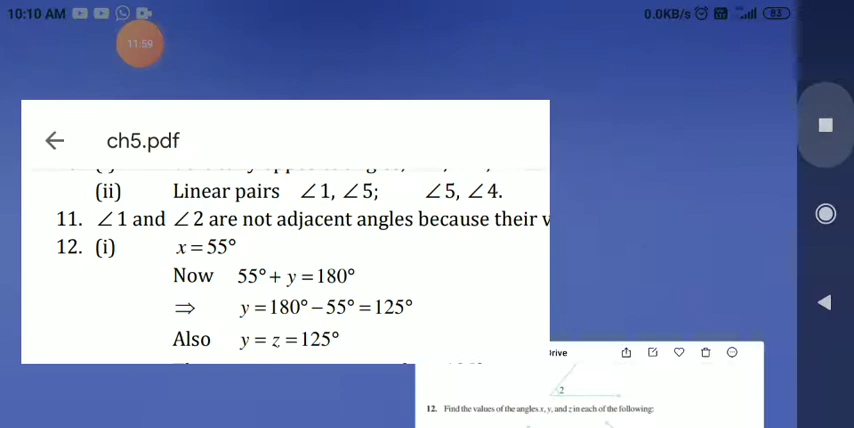 10:10 AM
0.0KB/s
83
11:59
ch5.pdf
(ii) Linear pairs ∠1, ∠5; ∠5, ∠4.
11. ∠1 and ∠2 are not adjacent angles because their
12. (i) x = 55°
Now 55° + y = 180°
⇒ y = 180° − 55° = 125°
Also y = z = 125°
Drive
2
12. Find the values of the angles x, y, and z in each of the following: